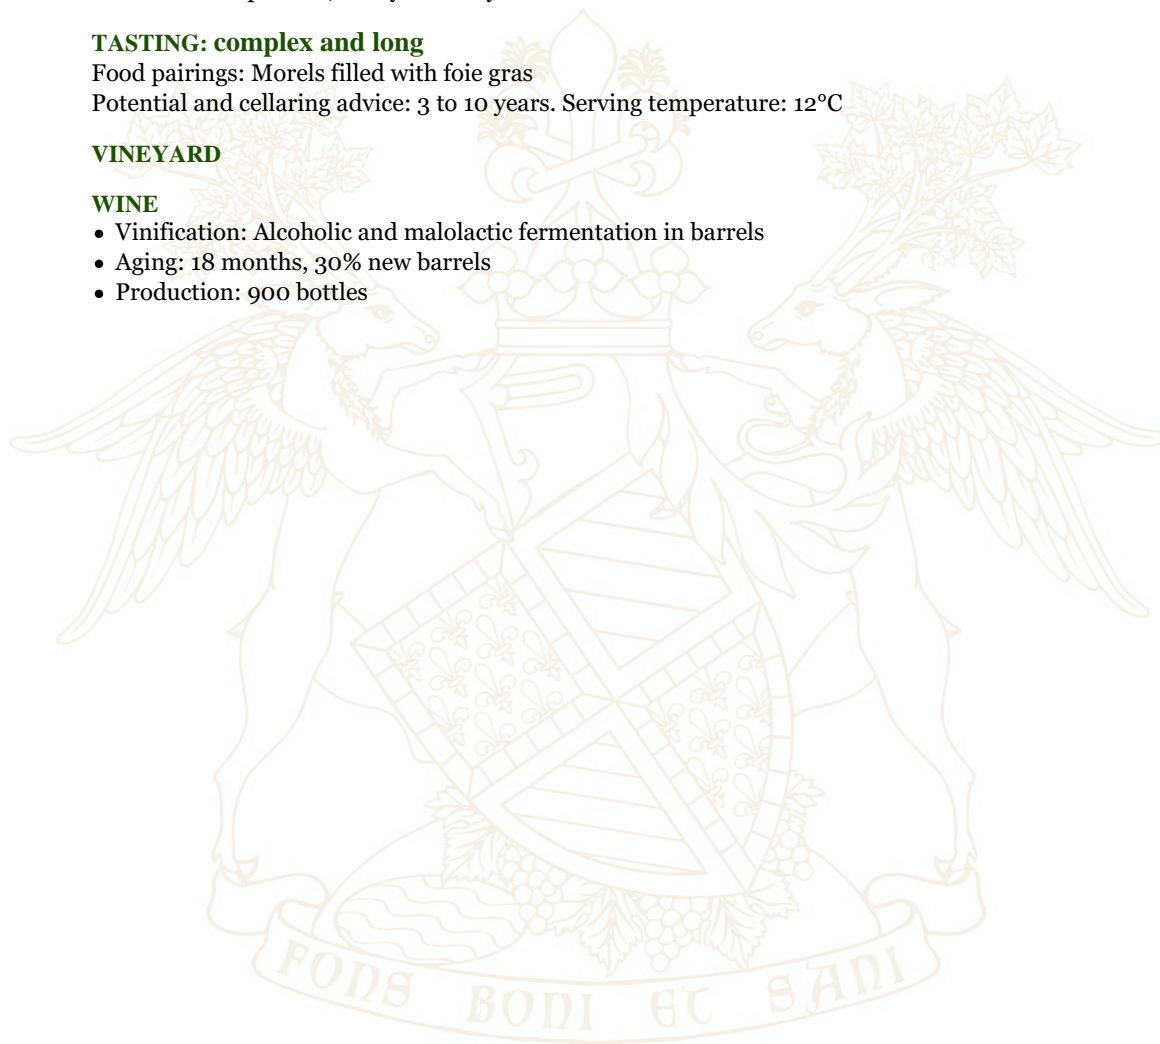 TASTING: complex and long
Food pairings: Morels filled with foie gras
Potential and cellaring advice: 3 to 10 years. Serving temperature: 12°C
VINEYARD
WINE
• Vinification: Alcoholic and malolactic fermentation in barrels
• Aging: 18 months, 30% new barrels
• Production: 900 bottles
FONS BONI ET SANI